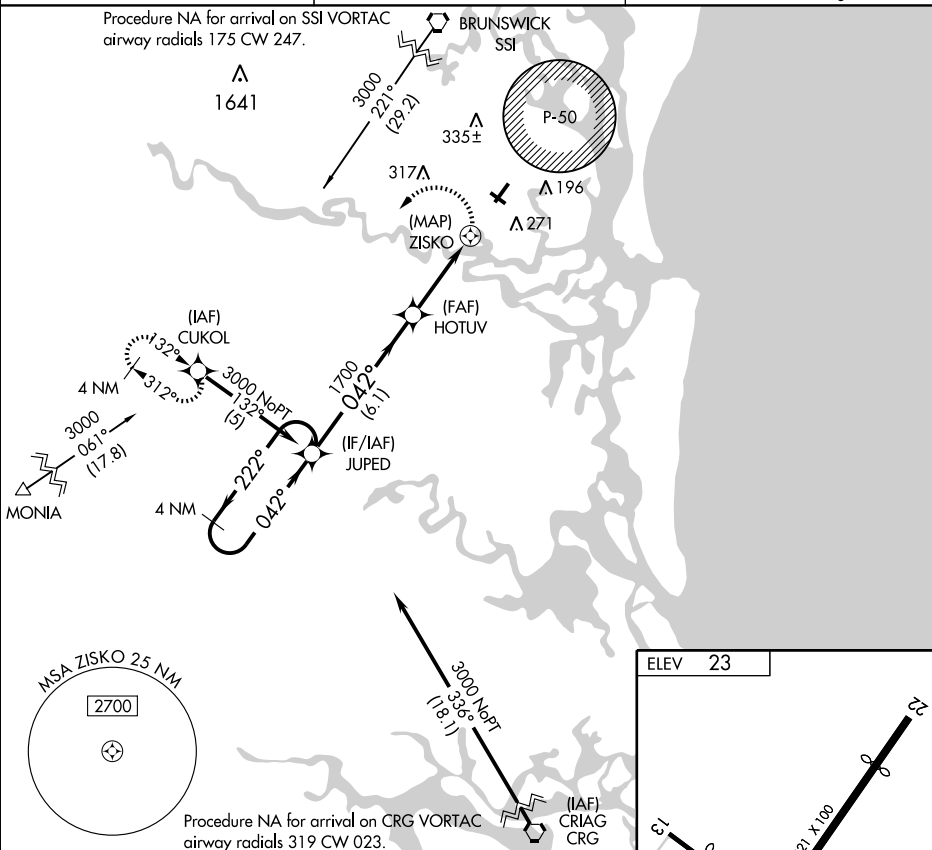 Procedure NA for arrival on SSI VORTAC
airway radials 175 CW 247.
BRUNSWICK
SSI
1641
3000
221°
(29.2)
P-50
335±
317
196
271
(MAP)
ZISKO
(FAF)
HOTUV
(IAF)
CUKOL
132°
312°
4 NM
3000 NoPT
132°
(5)
1700
042°
(6.1)
3000
061°
(17.8)
MONIA
(IF/IAF)
JUPED
222°
042°
4 NM
MSA ZISKO 25 NM
2700
3000 NoPT
336°
(18.1)
(IAF)
CRIAG
CRG
Procedure NA for arrival on CRG VORTAC
airway radials 319 CW 023.
ELEV 23
22
13
21 X 100